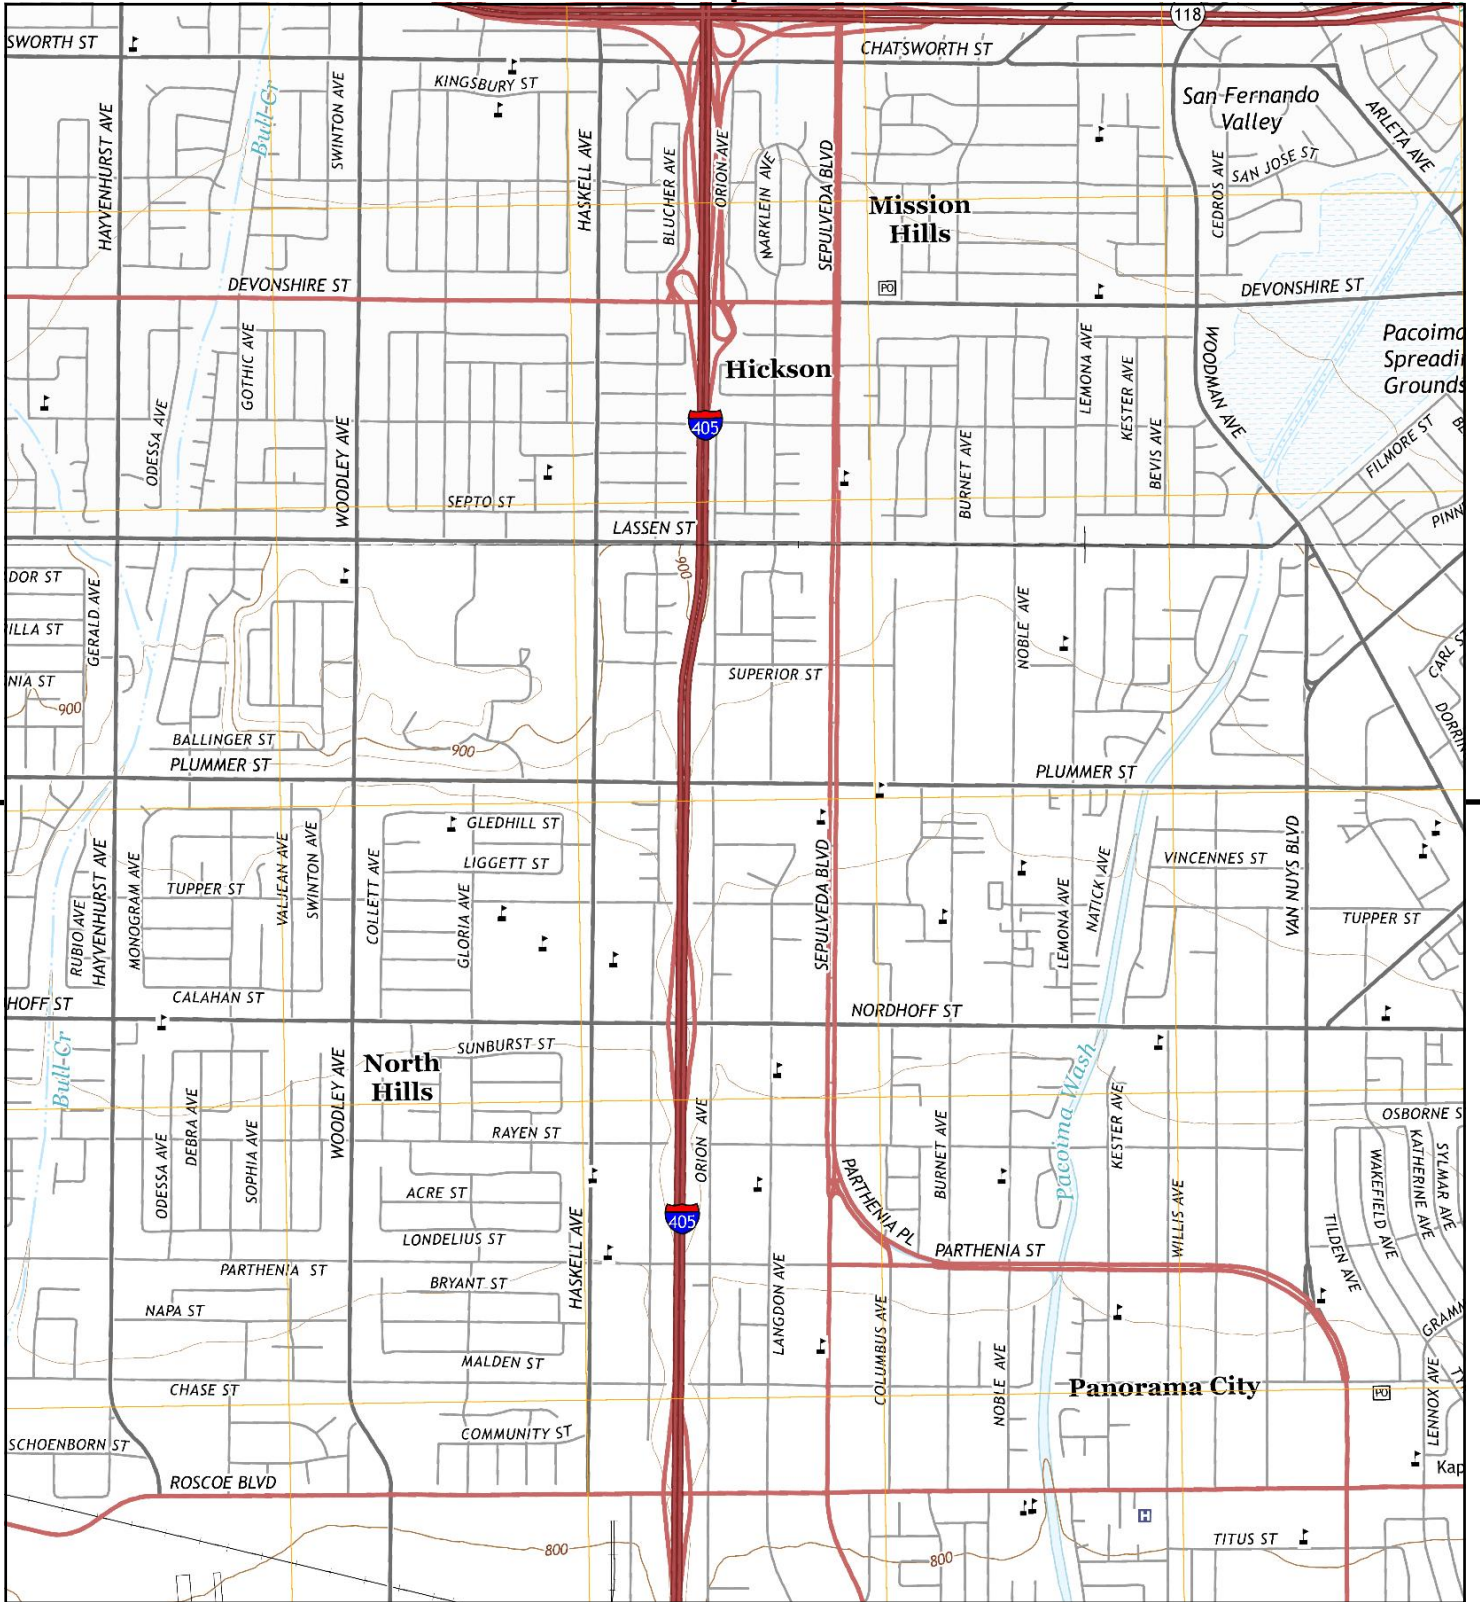 118
SWORTH ST
CHATSWORTH ST
KINGSBURY ST
San Fernando
Valley
ARLETA AVE
Bull Cr
SWINTON AVE
HAYVENHURST AVE
HASKELL AVE
BLUCHER AVE
ORION AVE
MARKLEIN AVE
SEPULVEDA BLVD
CEDROS AVE
SAN JOSE ST
Mission
Hills
PO
DEVONSHIRE ST
DEVONSHIRE ST
GOTHIC AVE
Hickson
LEMONA AVE
KESTER AVE
WOODMAN AVE
Pacoima
Spreadi
Grounds
405
ODESSA AVE
WOODLEY AVE
BURNET AVE
BEVIS AVE
FILMORE ST
SEPTO ST
LASSEN ST
PINN
900
DOR ST
ILLA ST
NIA ST
GERALD AVE
NOBLE AVE
CARL S
SUPERIOR ST
900
DORRIN
BALLINGER ST
900
PLUMMER ST
PLUMMER ST
GLEDHILL ST
LIGGETT ST
VINCENNES ST
TUPPER ST
TUPPER ST
RUBIO AVE
HAYVENHURST AVE
MONOGRAM AVE
VALJEAN AVE
SWINTON AVE
COLLETT AVE
GLORIA AVE
SEPULVEDA BLVD
LEMONA AVE
NATICK AVE
VAN NUYS BLVD
CALAHAN ST
HOFF ST
NORDHOFF ST
Bull Cr
North
Hills
SUNBURST ST
Pacoima Wash
WOODLEY AVE
DEBRA AVE
ODESSA AVE
SOPHIA AVE
RAYEN ST
ORION AVE
BURNET AVE
KESTER AVE
OSBORNE S
WAKEFIELD AVE
KATHERINE AVE
SYLMAR AVE
ACRE ST
PARTHENIA PL
WILLIS AVE
TILDEN AVE
405
LONDELIUS ST
HASKELL AVE
PARTHENIA ST
PARTHENIA ST
BRYANT ST
LANGDON AVE
NAPA ST
COLUMBUS AVE
GRAMM
NOBLE AVE
MALDEN ST
CHASE ST
Panorama City
PO
LENNOX AVE
TY
COMMUNITY ST
SCHOENBORN ST
Kap
ROSCOE BLVD
H
TITUS ST
800
800